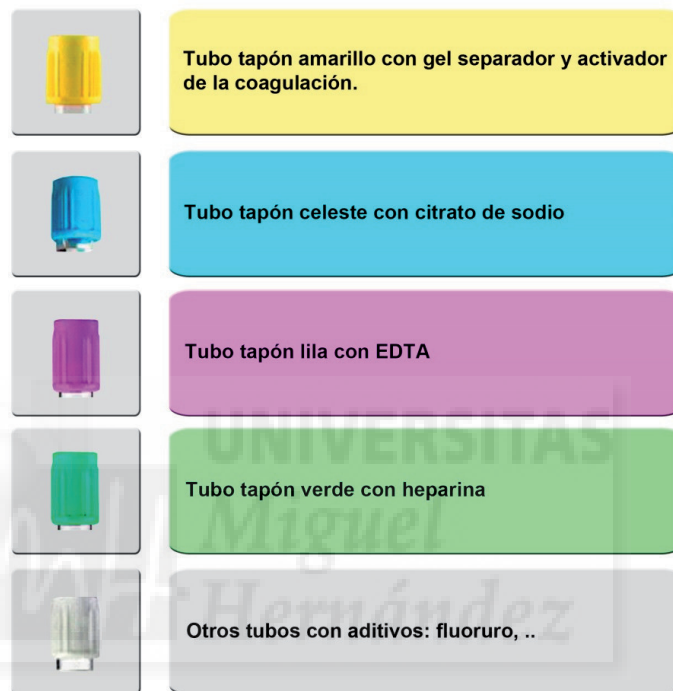 Tubo tapón amarillo con gel separador y activador
de la coagulación.
Tubo tapón celeste con citrato de sodio
Tubo tapón lila con EDTA
UNIVERSITAS
Tubo tapón verde con heparina
Miguel
Hernández
Otros tubos con aditivos: fluoruro, ..